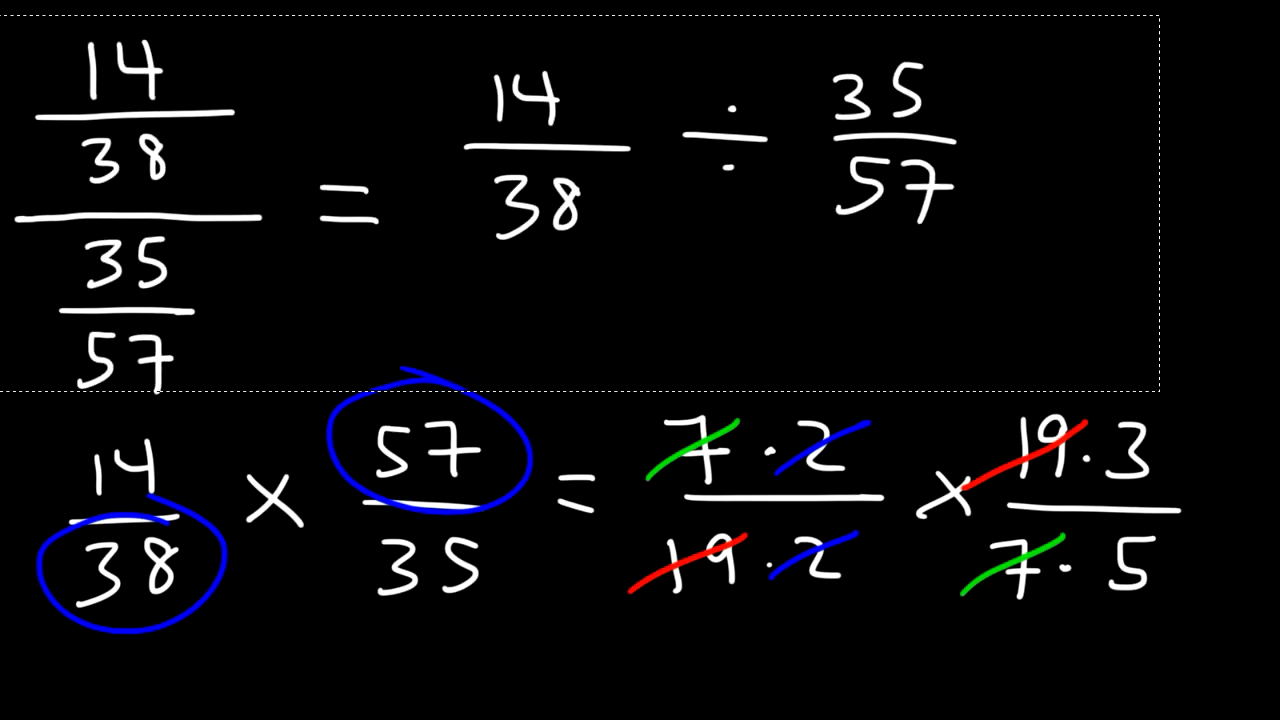 14/38 / 35/57 = 14/38 ÷ 35/57
14/38 × 57/35 = 7 · 2 / 19 · 2 × 19 · 3 / 7 · 5